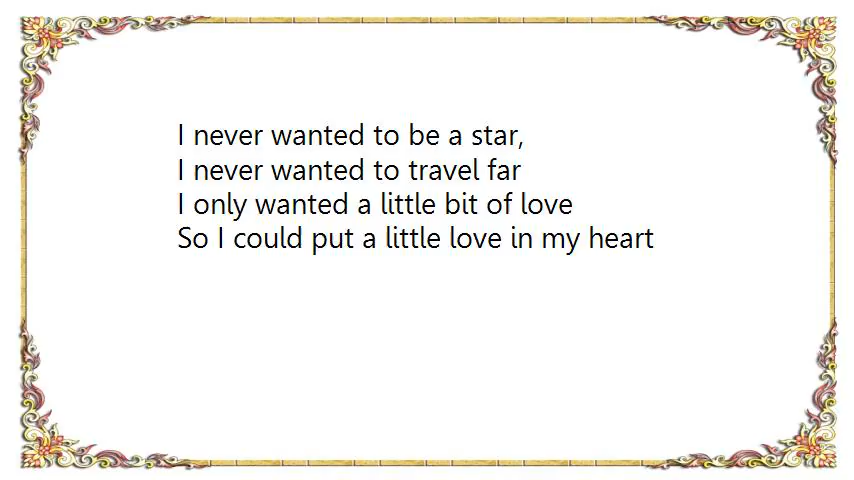 I never wanted to be a star,
I never wanted to travel far
I only wanted a little bit of love
So I could put a little love in my heart